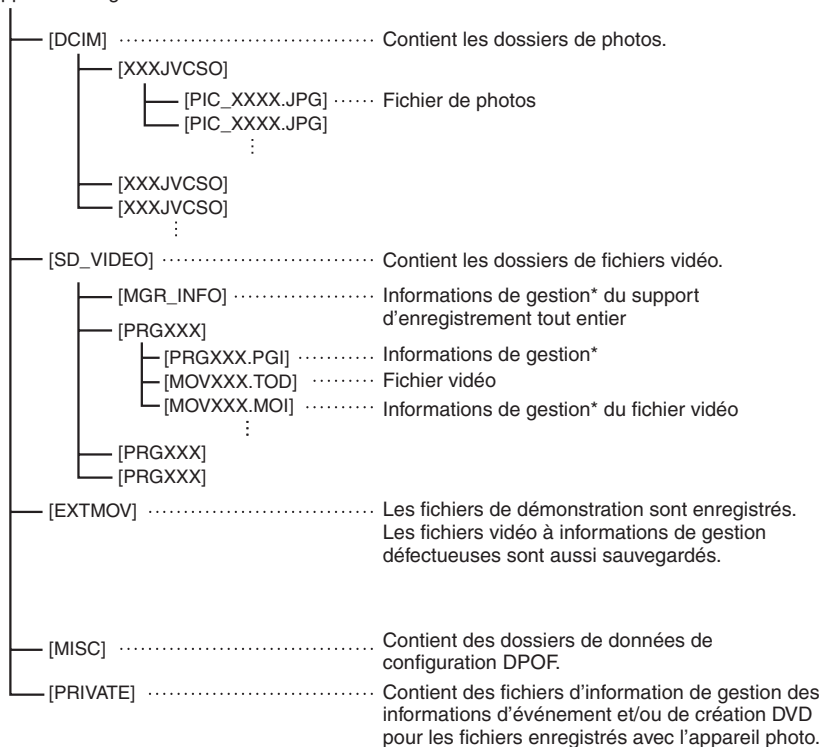 [DCIM] Contient les dossiers de photos.
[XXXJVCSO]
[PIC_XXXX.JPG] Fichier de photos
[PIC_XXXX.JPG]
[XXXJVCSO]
[XXXJVCSO]
[SD_VIDEO] Contient les dossiers de fichiers vidéo.
[MGR_INFO] Informations de gestion* du support
d'enregistrement tout entier
[PRGXXX]
[PRGXXX.PGI] Informations de gestion*
[MOVXXX.TOD] Fichier vidéo
[MOVXXX.MOI] Informations de gestion* du fichier vidéo
[PRGXXX]
[PRGXXX]
[EXTMOV] Les fichiers de démonstration sont enregistrés.
Les fichiers vidéo à informations de gestion
défectueuses sont aussi sauvegardés.
[MISC] Contient des dossiers de données de
configuration DPOF.
[PRIVATE] Contient des fichiers d'information de gestion des
informations d'événement et/ou de création DVD
pour les fichiers enregistrés avec l'appareil photo.